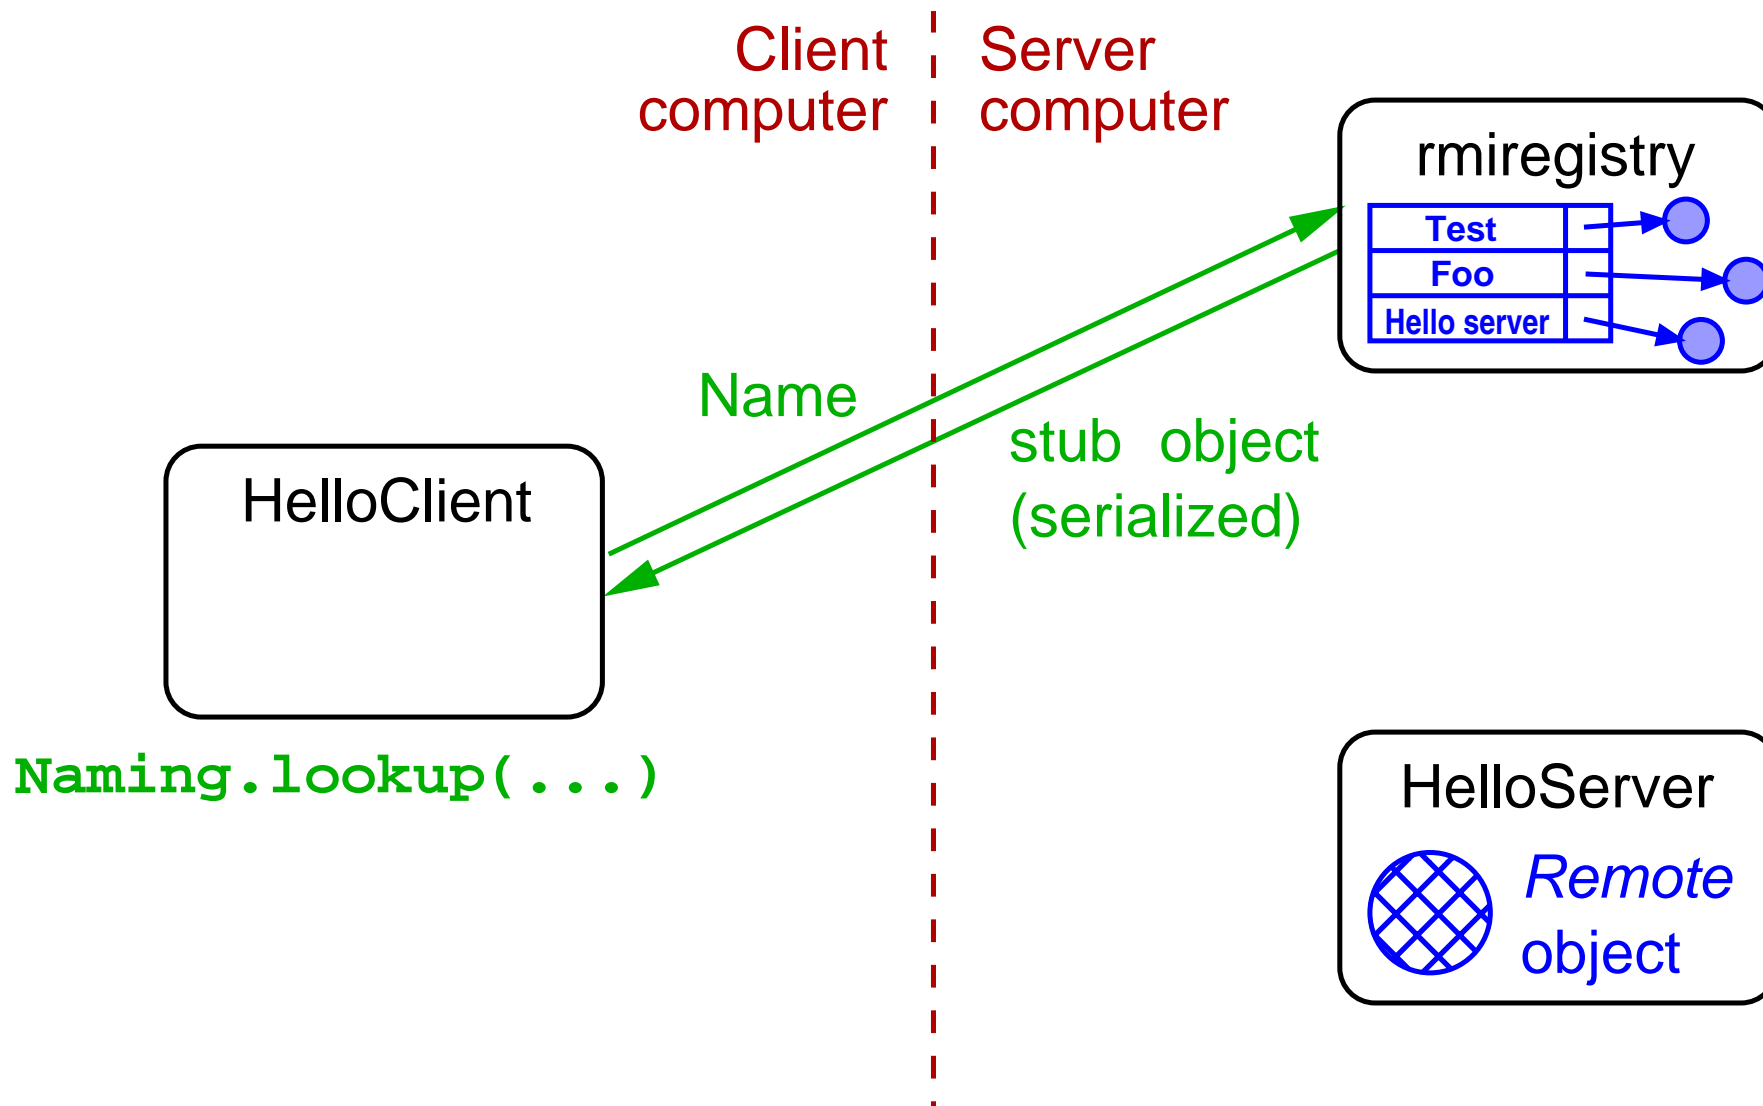 Client
computer
Server
computer
rmiregistry
Test
Foo
Hello server
Name
stub object
(serialized)
HelloClient
Naming.lookup(...)
HelloServer
Remote
object